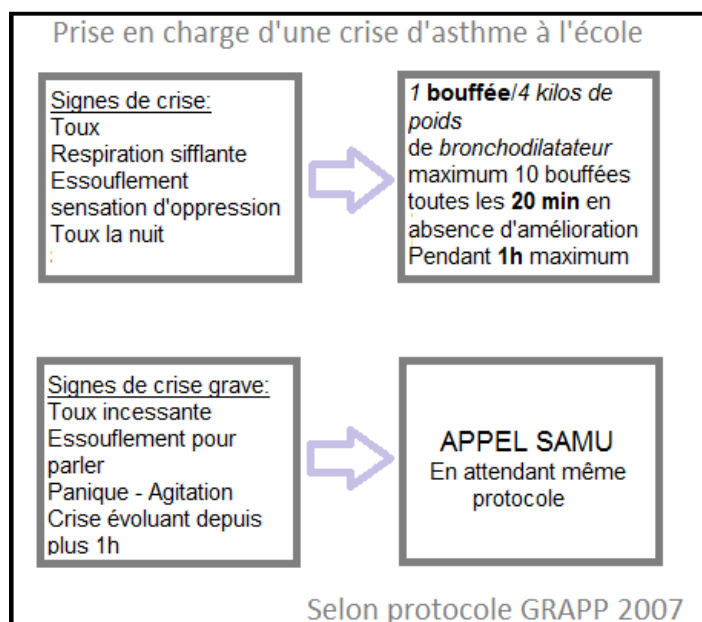 Prise en charge d'une crise d'asthme à l'école
Signes de crise:
Toux
Respiration sifflante
Essouflement
sensation d'oppression
Toux la nuit
1 bouffée/4 kilos de
poids
de bronchodilatateur
maximum 10 bouffées
toutes les 20 min en
absence d'amélioration
Pendant 1h maximum
Signes de crise grave:
Toux incessante
Essouflement pour
parler
Panique - Agitation
Crise évoluant depuis
plus 1h
APPEL SAMU
En attendant même
protocole
Selon protocole GRAPP 2007